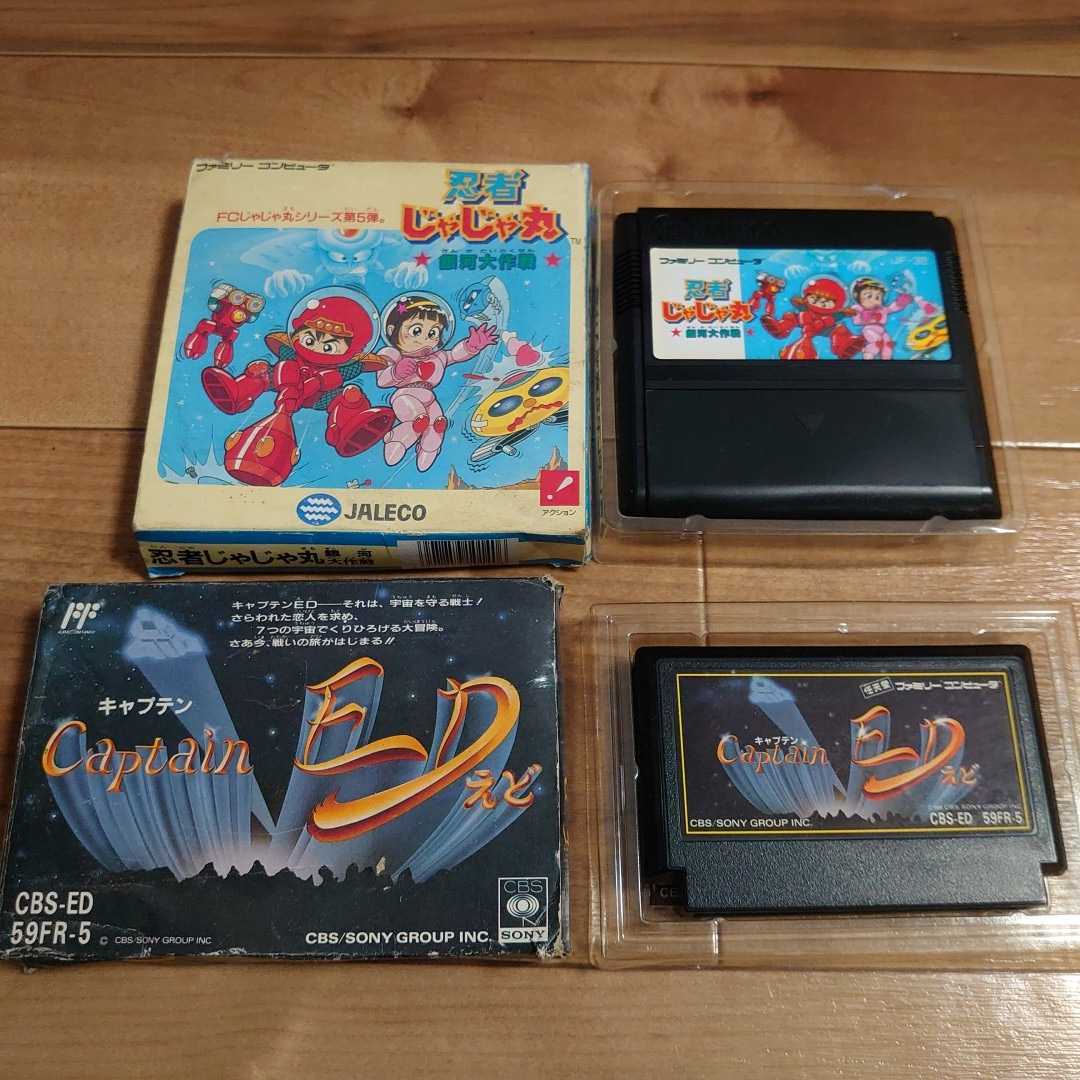 ファミリー コンピュータ
FCじゃじゃ丸シリーズ第5弾。
忍者
じゃじゃ丸
TM
★銀河大作戦★
JALECO
アクション
忍者じゃじゃ丸 銀河大作戦
ファミリー コンピュータ
忍者
じゃじゃ丸
★銀河大作戦★
キャプテンED――それは、宇宙を守る戦士!
さらわれた恋人を求め、
7つの宇宙でくりひろげる大冒険。
さあ今、戦いの旅がはじまる!!
キャプテン
Captain ED
えど
CBS-ED
59FR-5
© CBS/SONY GROUP INC.
CBS/SONY GROUP INC.
CBS
SONY
任天堂
ファミリー コンピュータ
キャプテン
Captain ED
えど
CBS/SONY GROUP INC.
CBS-ED 59FR-5